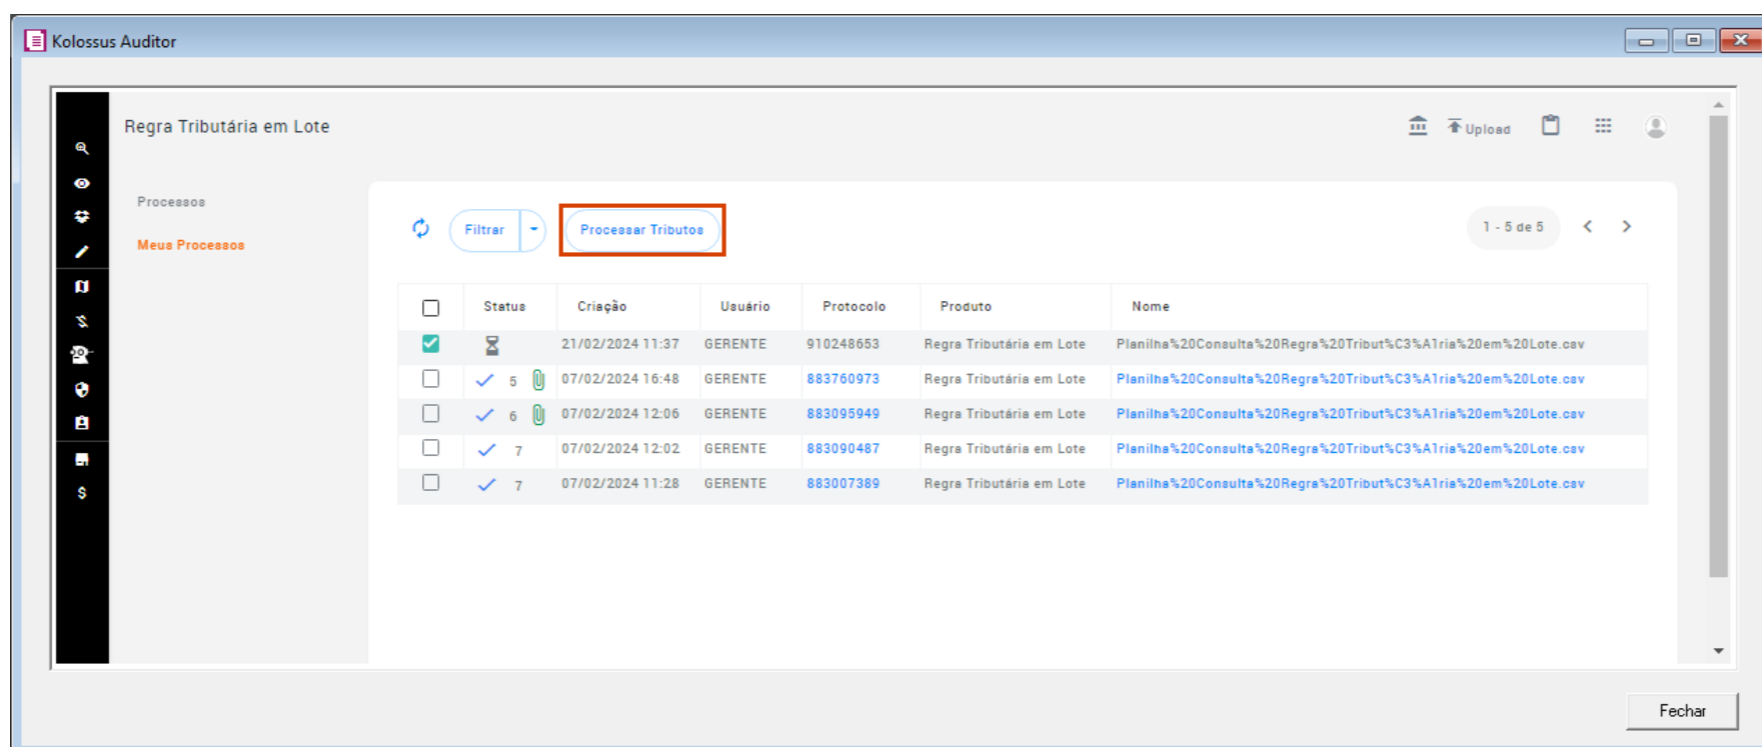 Kolossus Auditor
Regra Tributária em Lote
Upload
Processos
Meus Processos
Filtrar
Processar Tributos
1 - 5 de 5
Status Criação Usuário Protocolo Produto Nome
21/02/2024 11:37 GERENTE 910248653 Regra Tributária em Lote Planilha%20Consulta%20Regra%20Tribut%C3%A1ria%20em%20Lote.csv
5 07/02/2024 16:48 GERENTE 883760973 Regra Tributária em Lote Planilha%20Consulta%20Regra%20Tribut%C3%A1ria%20em%20Lote.csv
6 07/02/2024 12:06 GERENTE 883095949 Regra Tributária em Lote Planilha%20Consulta%20Regra%20Tribut%C3%A1ria%20em%20Lote.csv
7 07/02/2024 12:02 GERENTE 883090487 Regra Tributária em Lote Planilha%20Consulta%20Regra%20Tribut%C3%A1ria%20em%20Lote.csv
7 07/02/2024 11:28 GERENTE 883007389 Regra Tributária em Lote Planilha%20Consulta%20Regra%20Tribut%C3%A1ria%20em%20Lote.csv
Fechar